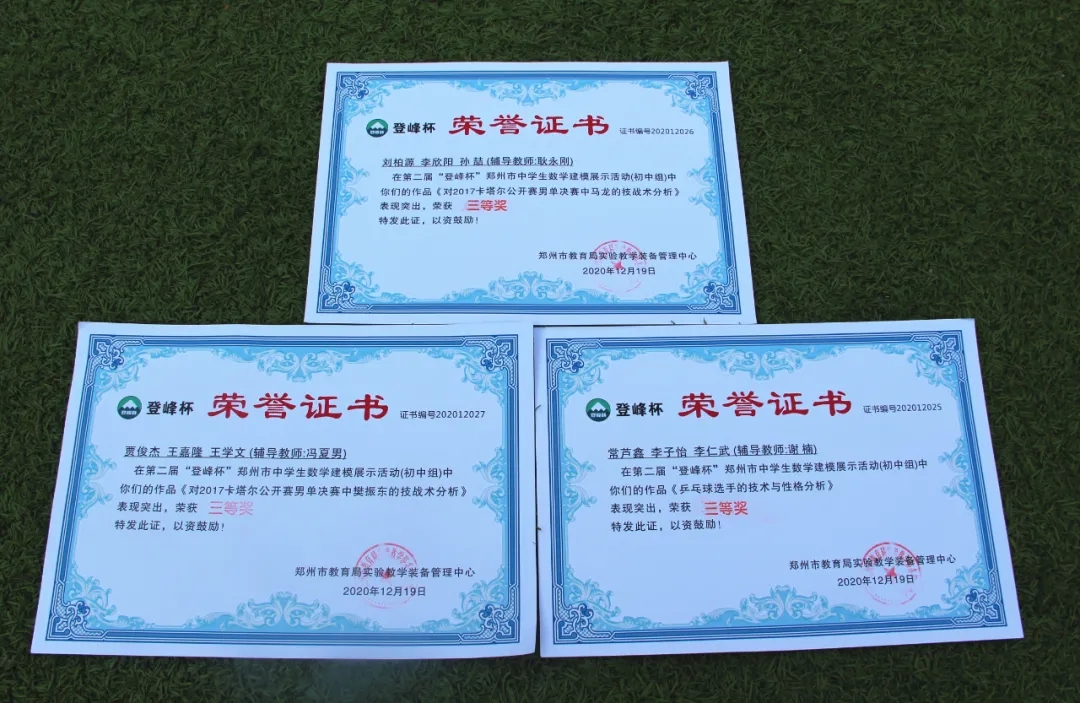 登峰杯 荣誉证书 证书编号202012026
刘柏源 李欣阳 孙喆(辅导教师:耿永刚)
在第二届“登峰杯”郑州市中学生数学建模展示活动(初中组)中
你们的作品《对2017卡塔尔公开赛男单决赛中马龙的技战术分析》
表现突出，荣获 三等奖
特发此证，以资鼓励！
郑州市教育局实验教学装备管理中心
2020年12月19日
登峰杯 荣誉证书 证书编号202012027
贾俊杰 王嘉隆 王学文(辅导教师:冯夏男)
在第二届“登峰杯”郑州市中学生数学建模展示活动(初中组)中
你们的作品《对2017卡塔尔公开赛男单决赛中樊振东的技战术分析》
表现突出，荣获 三等奖
特发此证，以资鼓励！
郑州市教育局实验教学装备管理中心
2020年12月19日
登峰杯 荣誉证书 证书编号202012025
常芦鑫 李子怡 李仁武(辅导教师:谢楠)
在第二届“登峰杯”郑州市中学生数学建模展示活动(初中组)中
你们的作品《乒乓球选手的技术与性格分析》
表现突出，荣获 三等奖
特发此证，以资鼓励！
郑州市教育局实验教学装备管理中心
2020年12月19日